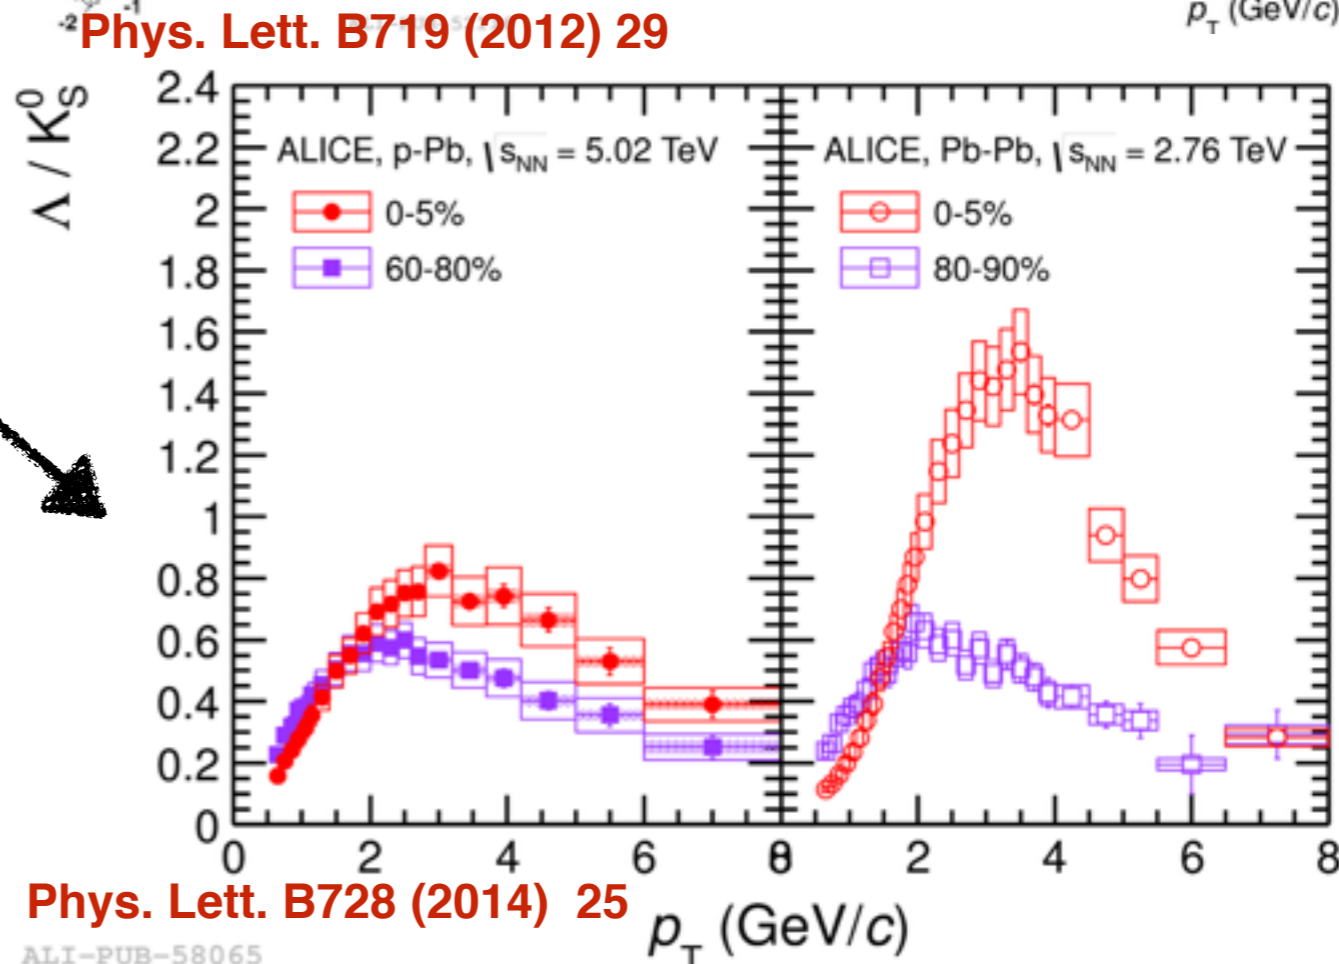 -2 -1
p_T (GeV/c)
Phys. Lett. B719 (2012) 29
Λ / K⁰_S
2.4
2.2
2
1.8
1.6
1.4
1.2
1
0.8
0.6
0.4
0.2
0
ALICE, p-Pb, √s_NN = 5.02 TeV
0-5%
60-80%
ALICE, Pb-Pb, √s_NN = 2.76 TeV
0-5%
80-90%
0 2 4 6 8 2 4 6 8
Phys. Lett. B728 (2014) 25
p_T (GeV/c)
ALI-PUB-58065